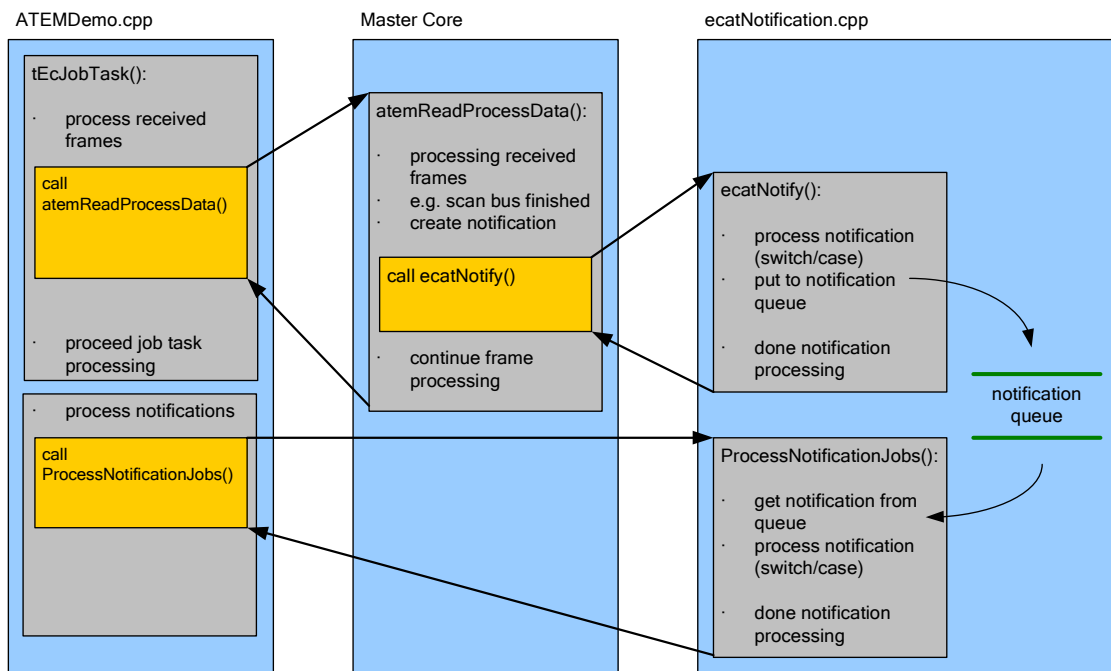 ATEMDemo.cpp
Master Core
ecatNotification.cpp
tEcJobTask():
· process received
frames
call
atemReadProcessData()
· proceed job task
processing
· process notifications
call
ProcessNotificationJobs()
atemReadProcessData():
· processing received
frames
· e.g. scan bus finished
· create notification
call ecatNotify()
· continue frame
processing
ecatNotify():
· process notification
(switch/case)
· put to notification
queue
· done notification
processing
notification
queue
ProcessNotificationJobs():
· get notification from
queue
· process notification
(switch/case)
· done notification
processing